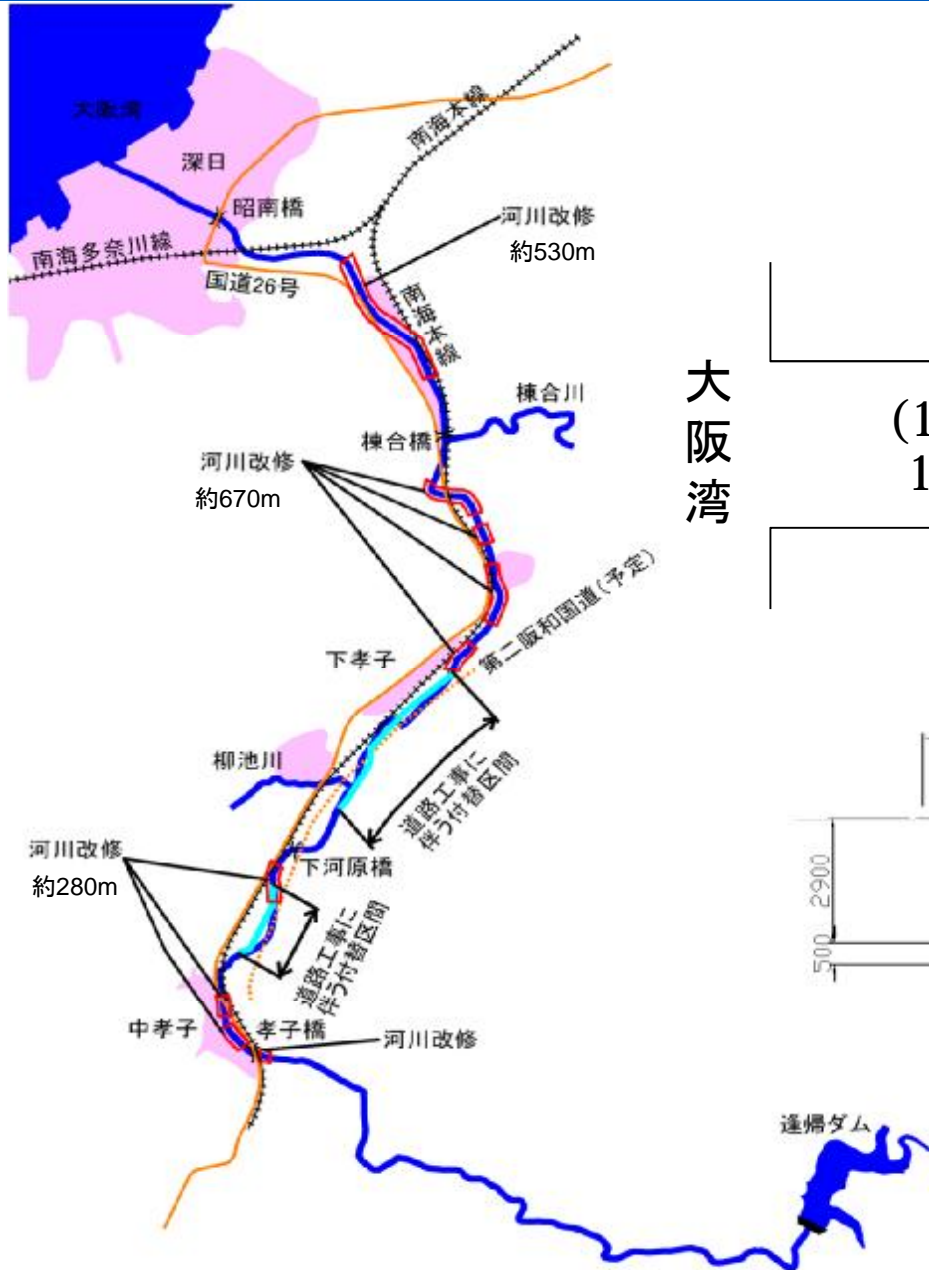 大阪湾
深日
昭南橋
南海本線
河川改修
約530m
南海多奈川線
国道26号
南海本線
棟合川
棟合橋
河川改修
約670m
第二阪和国道(予定)
下孝子
柳池川
道路工事に
伴う付替区間
河川改修
約280m
下河原橋
道路工事に
伴う付替区間
中孝子
孝子橋
河川改修
逢帰ダム
大阪湾
(1
1
2900
500